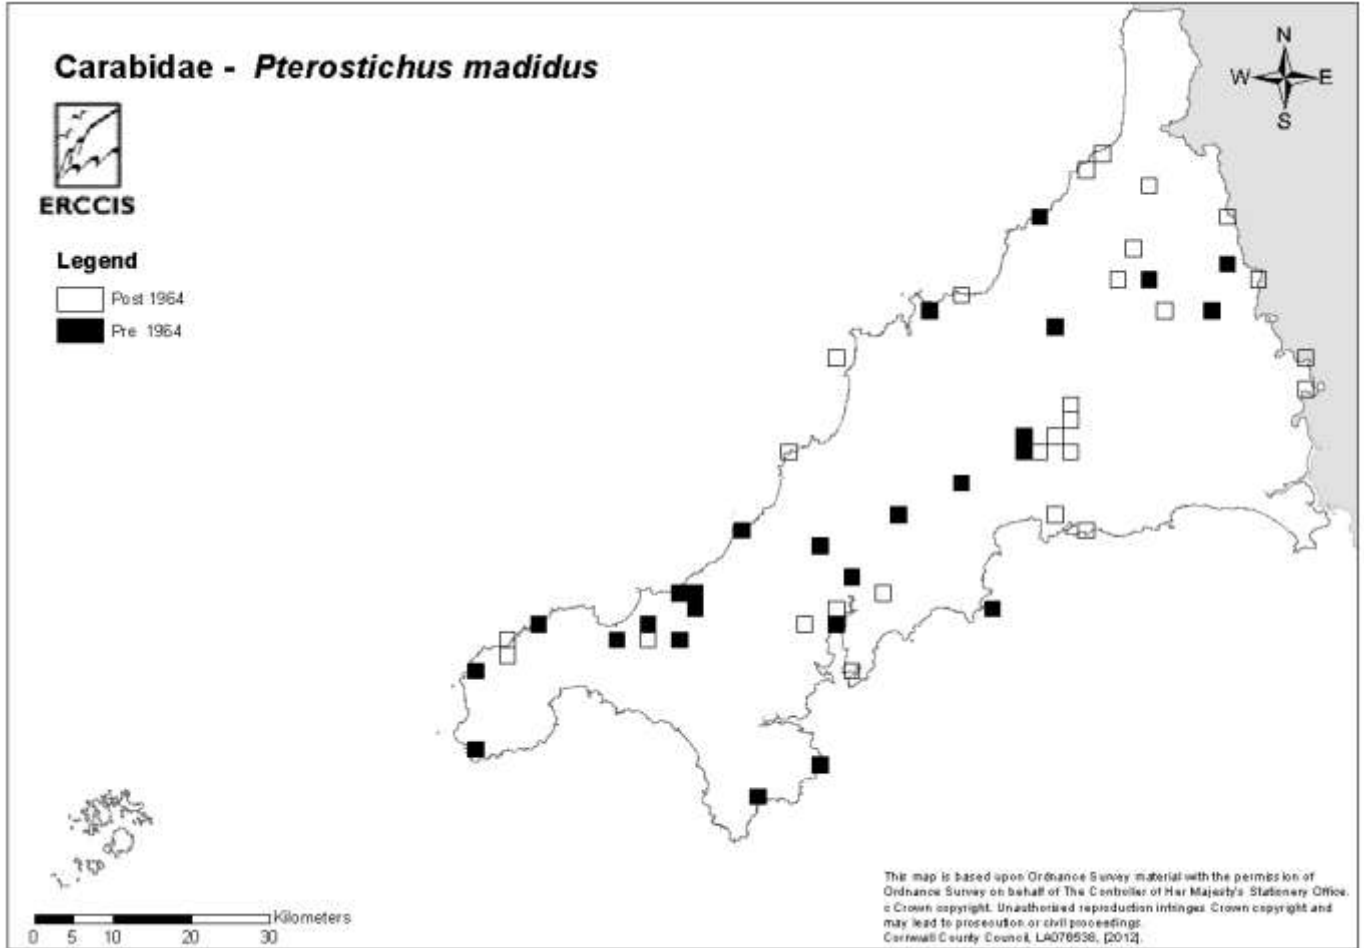 Carabidae - Pterostichus madidus
N
W E
S
ERCCIS
Legend
Post 1964
Pre 1964
Kilometers
0 5 10 20 30
This map is based upon Ordnance Survey material with the permission of
Ordnance Survey on behalf of The Controller of Her Majesty's Stationery Office.
c Crown copyright. Unauthorised reproduction infringes Crown copyright and
may lead to prosecution or civil proceedings.
Cornwall County Council, LA076538, [2012].